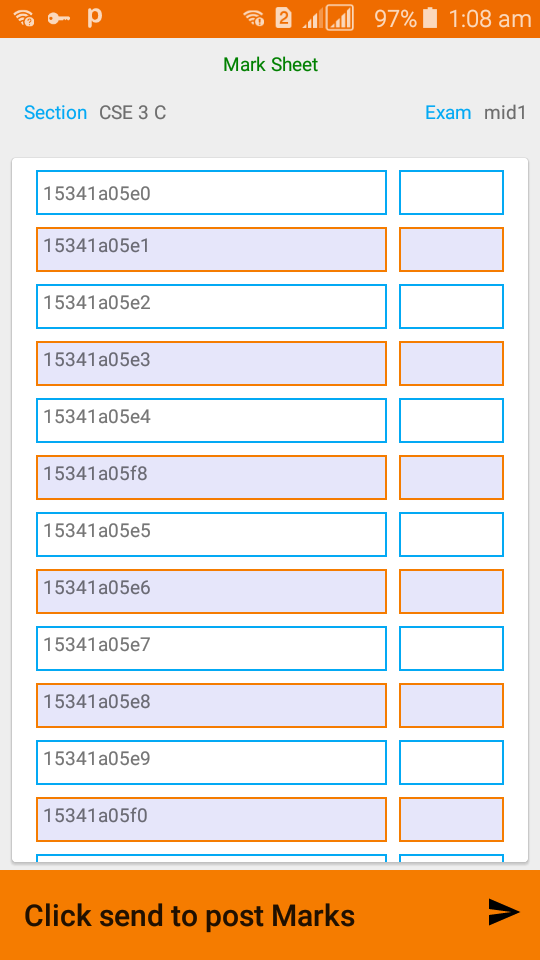 2 97% 1:08 am
Mark Sheet
Section CSE 3 C Exam mid1
15341a05e0
15341a05e1
15341a05e2
15341a05e3
15341a05e4
15341a05f8
15341a05e5
15341a05e6
15341a05e7
15341a05e8
15341a05e9
15341a05f0
Click send to post Marks